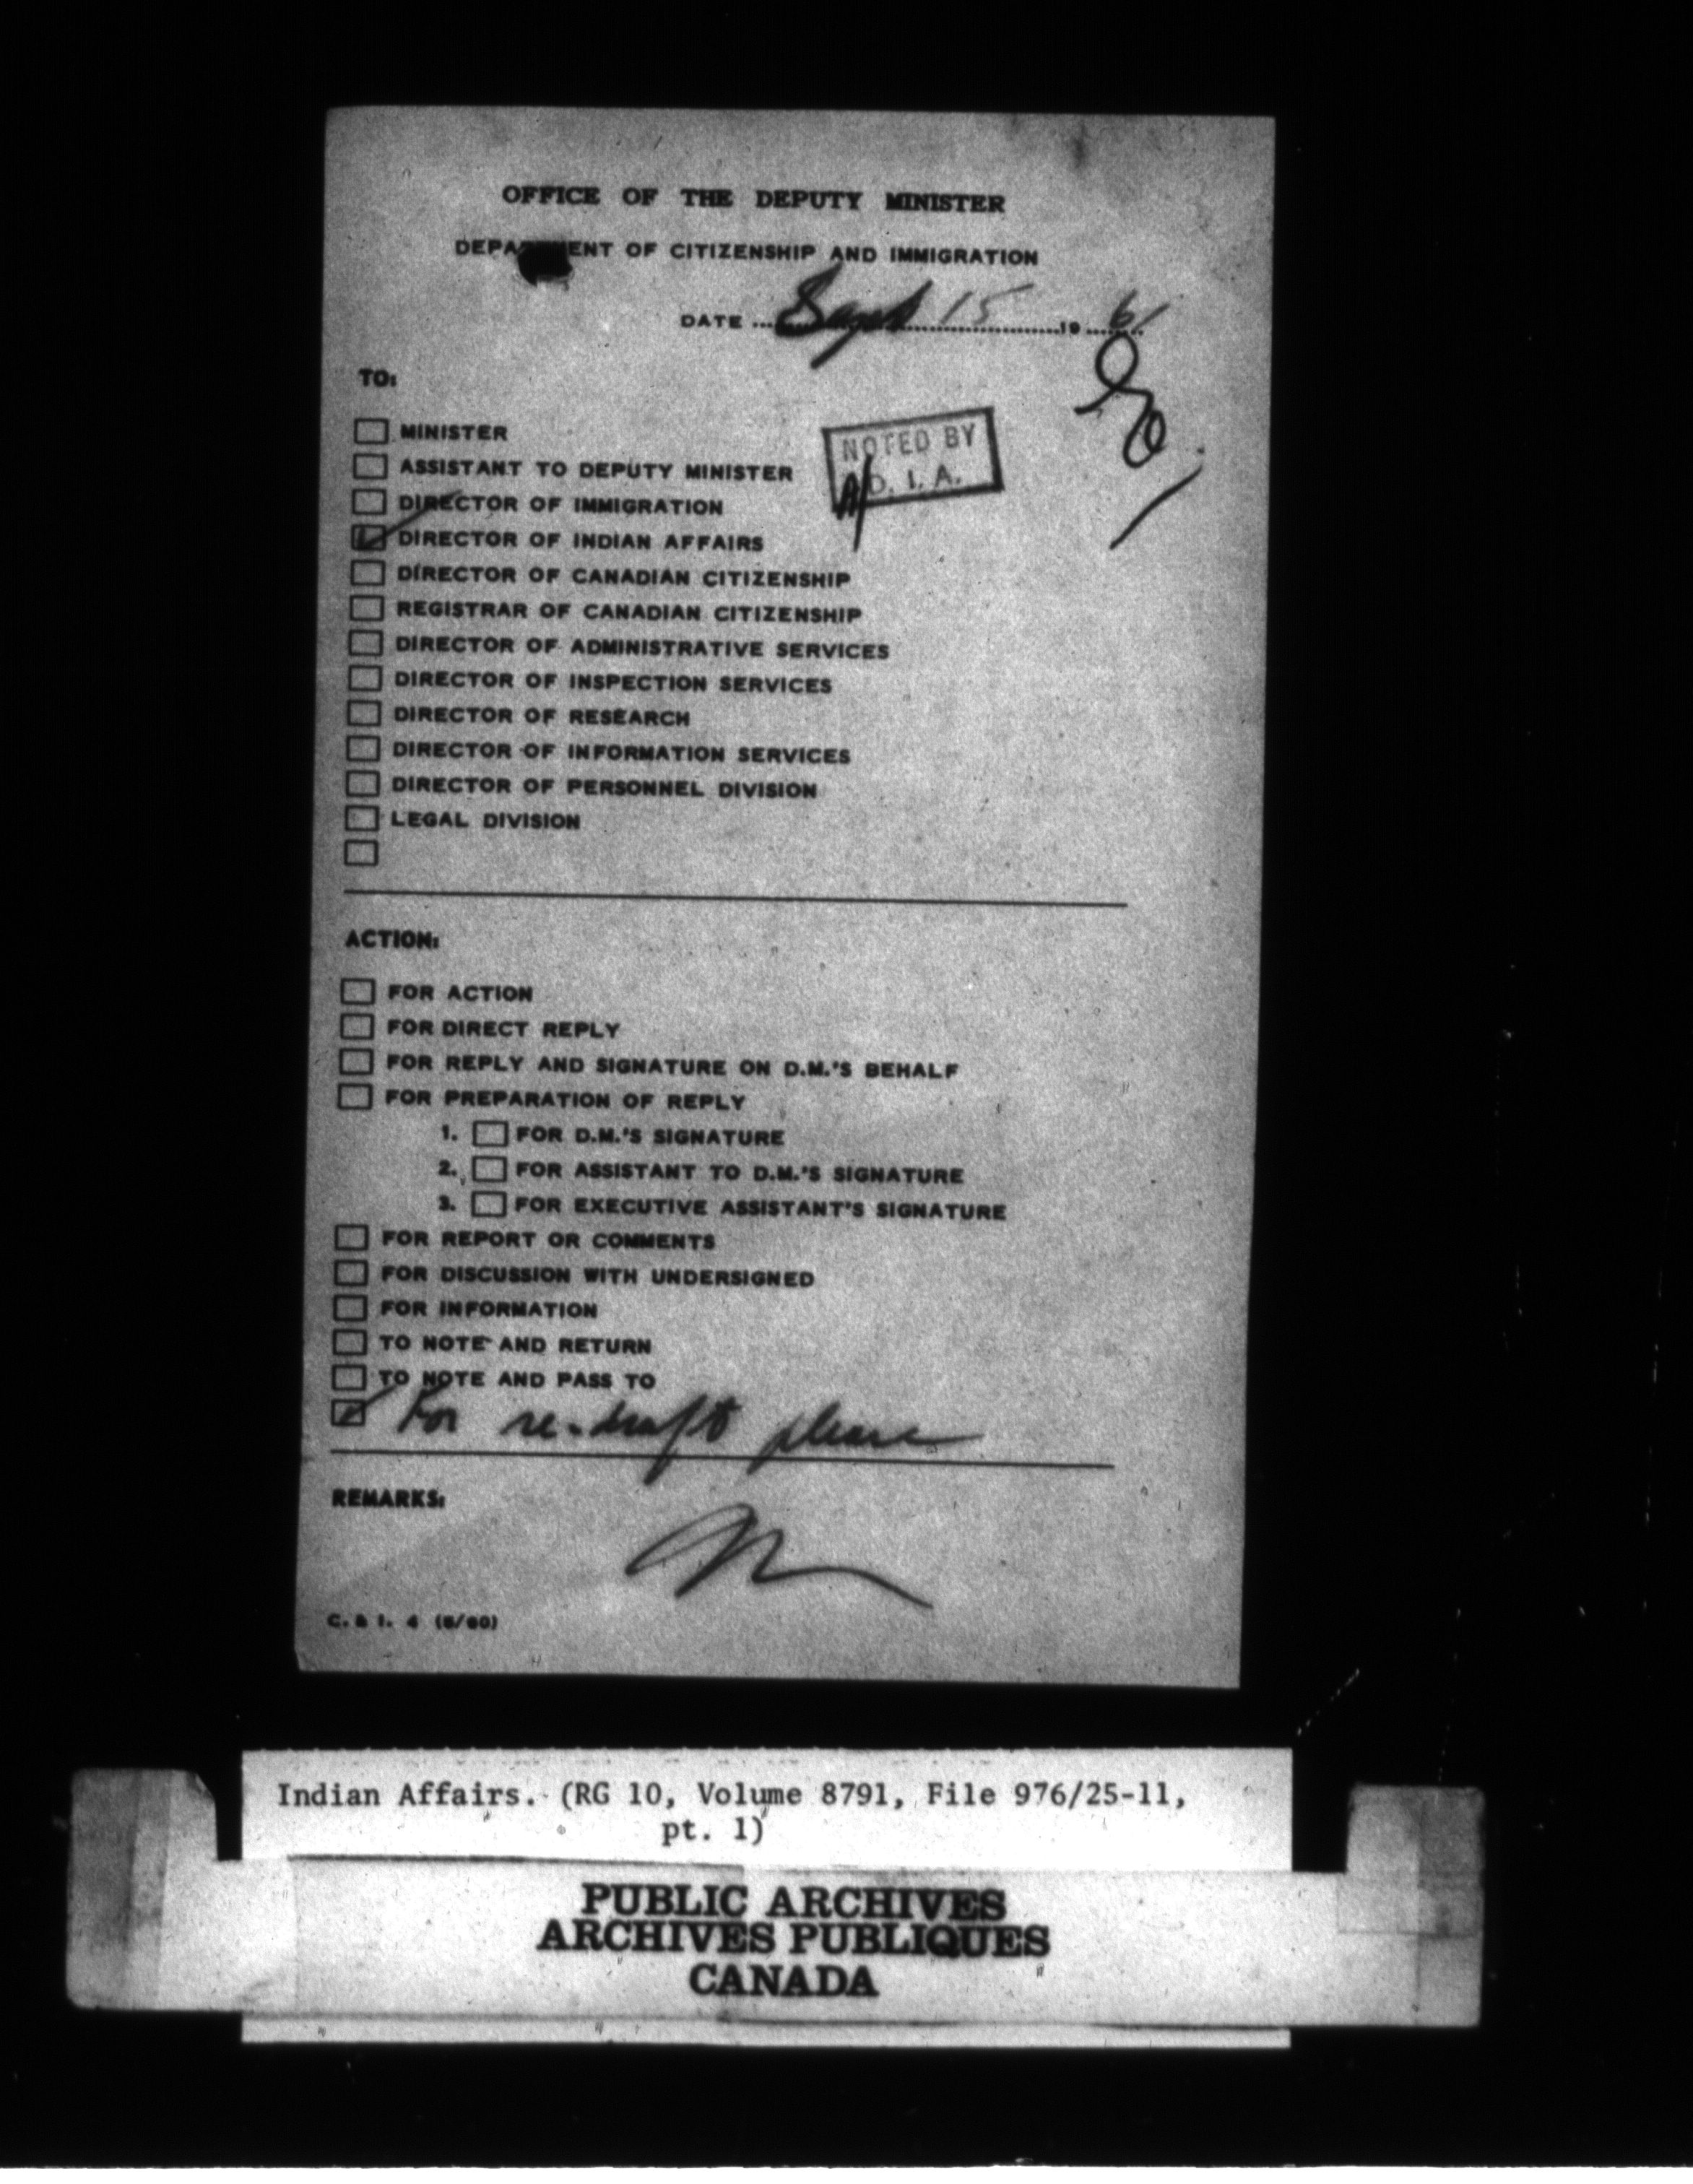 OFFICE OF THE DEPUTY MINISTER
DEPARTMENT OF CITIZENSHIP AND IMMIGRATION
DATE ... Sept 15 19 61
TO:
MINISTER
NOTED BY
D. I. A.
ASSISTANT TO DEPUTY MINISTER
DIRECTOR OF IMMIGRATION
DIRECTOR OF INDIAN AFFAIRS
DIRECTOR OF CANADIAN CITIZENSHIP
REGISTRAR OF CANADIAN CITIZENSHIP
DIRECTOR OF ADMINISTRATIVE SERVICES
DIRECTOR OF INSPECTION SERVICES
DIRECTOR OF RESEARCH
DIRECTOR OF INFORMATION SERVICES
DIRECTOR OF PERSONNEL DIVISION
LEGAL DIVISION
ACTION:
FOR ACTION
FOR DIRECT REPLY
FOR REPLY AND SIGNATURE ON D.M.'S BEHALF
FOR PREPARATION OF REPLY
1. FOR D.M.'S SIGNATURE
2. FOR ASSISTANT TO D.M.'S SIGNATURE
3. FOR EXECUTIVE ASSISTANT'S SIGNATURE
FOR REPORT OR COMMENTS
FOR DISCUSSION WITH UNDERSIGNED
FOR INFORMATION
TO NOTE AND RETURN
TO NOTE AND PASS TO
For re-draft please
REMARKS:
C. & I. 4 (5/60)
Indian Affairs. (RG 10, Volume 8791, File 976/25-11,
pt. 1)
PUBLIC ARCHIVES
ARCHIVES PUBLIQUES
CANADA